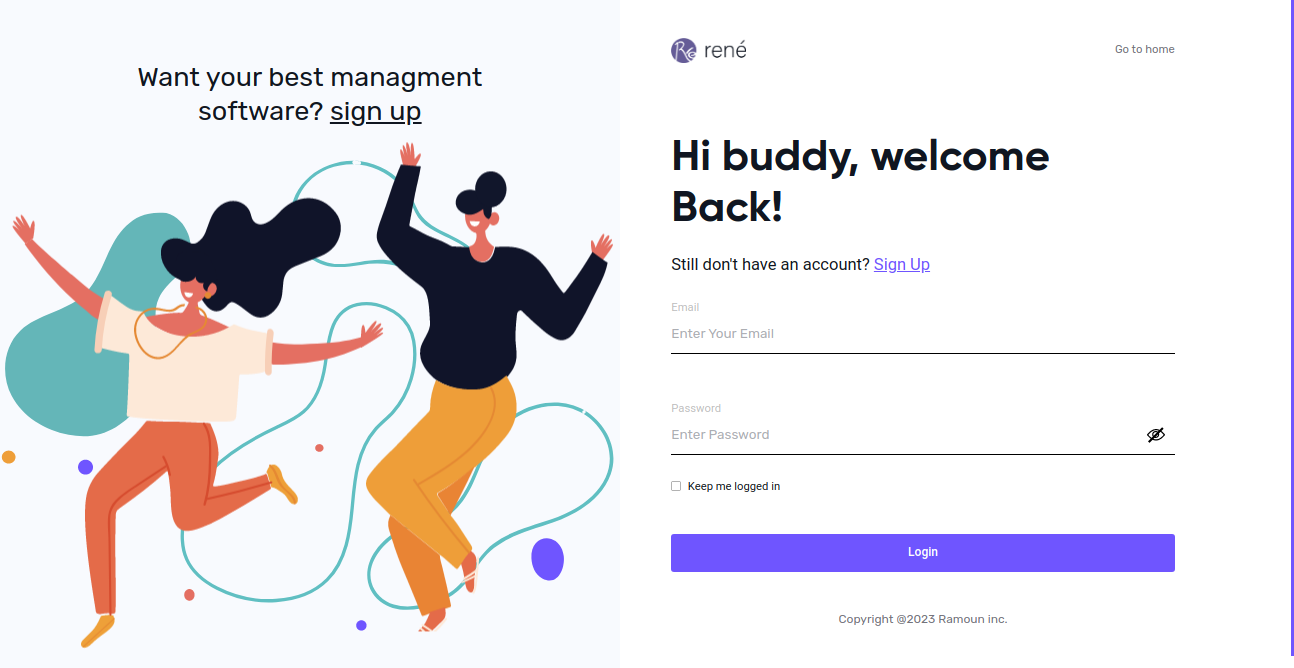 Want your best managment
software? sign up
Re rené
Go to home
Hi buddy, welcome
Back!
Still don't have an account? Sign Up
Email
Enter Your Email
Password
Enter Password
Keep me logged in
Login
Copyright @2023 Ramoun inc.